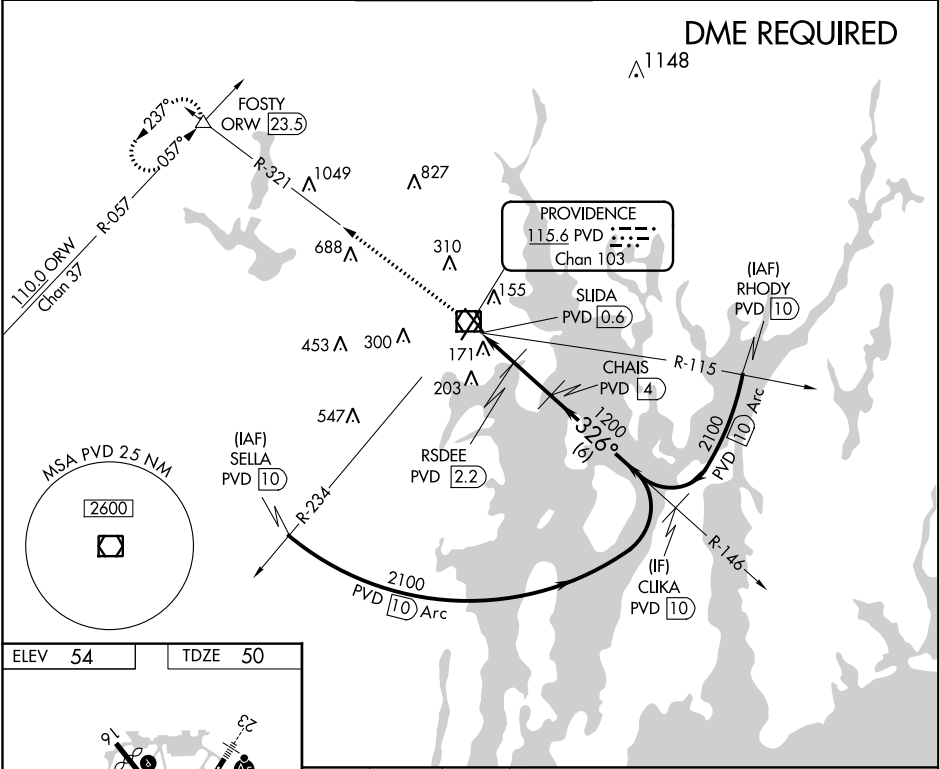 DME REQUIRED
1148
FOSTY
ORW 23.5
237°
057°
R-321
1049
827
R-057
110.0 ORW
Chan 37
688
310
PROVIDENCE
115.6 PVD
Chan 103
155
SLIDA
PVD 0.6
(IAF)
RHODY
PVD 10
453
300
171
203
R-115
CHAIS
PVD 4
547
1200
326°
(6)
2100
PVD 10 Arc
RSDEE
PVD 2.2
(IAF)
SELLA
PVD 10
MSA PVD 25 NM
2600
R-234
R-146
(IF)
CLIKA
PVD 10
2100
PVD 10 Arc
ELEV 54
TDZE 50
16
23